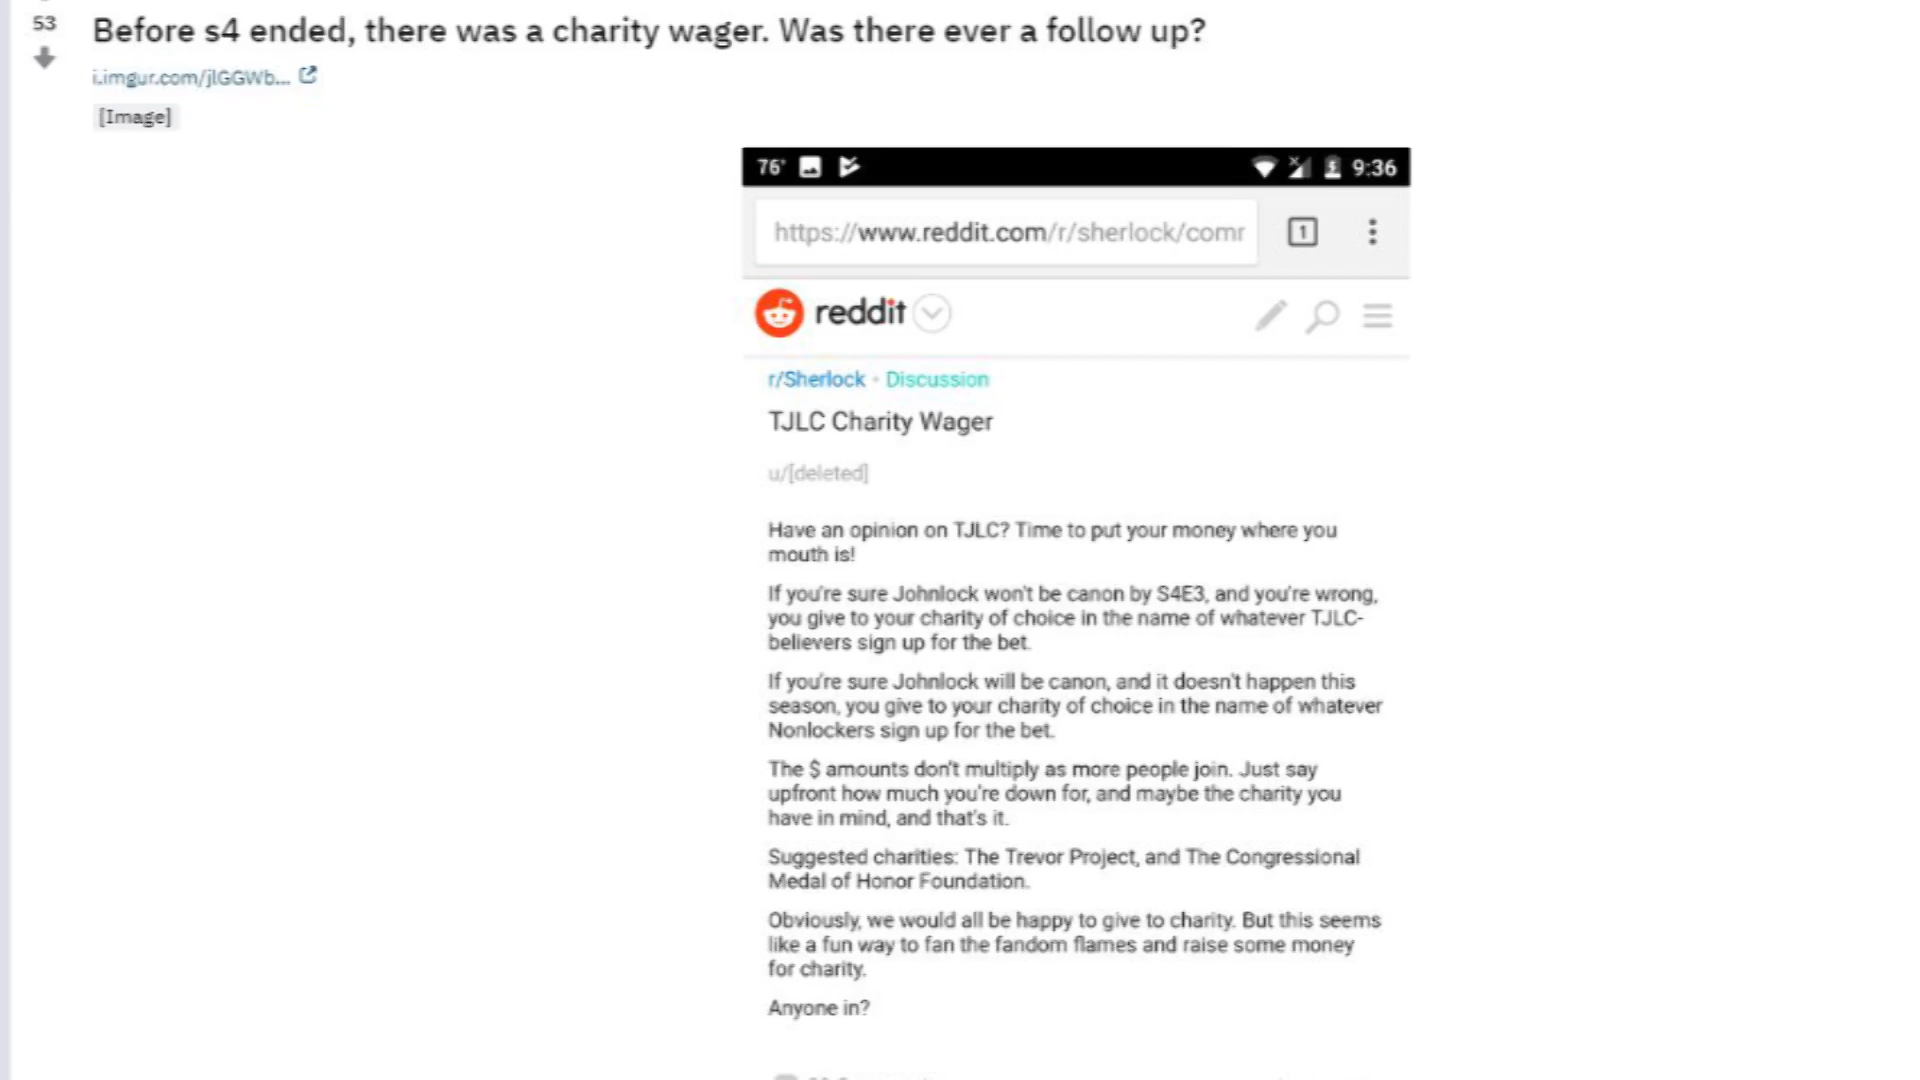 53
Before s4 ended, there was a charity wager. Was there ever a follow up?
i.imgur.com/jlGGWb...
[Image]
76° 9:36
https://www.reddit.com/r/sherlock/comr
1
reddit
r/Sherlock • Discussion
TJLC Charity Wager
u/[deleted]
Have an opinion on TJLC? Time to put your money where you
mouth is!
If you're sure Johnlock won't be canon by S4E3, and you're wrong,
you give to your charity of choice in the name of whatever TJLC-
believers sign up for the bet.
If you're sure Johnlock will be canon, and it doesn't happen this
season, you give to your charity of choice in the name of whatever
Nonlockers sign up for the bet.
The $ amounts don't multiply as more people join. Just say
upfront how much you're down for, and maybe the charity you
have in mind, and that's it.
Suggested charities: The Trevor Project, and The Congressional
Medal of Honor Foundation.
Obviously, we would all be happy to give to charity. But this seems
like a fun way to fan the fandom flames and raise some money
for charity.
Anyone in?